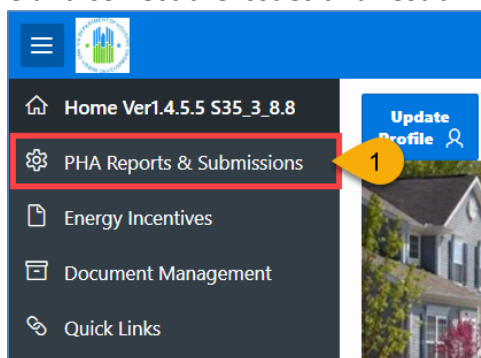 Home Ver1.4.5.5 S35_3_8.8
Update
Profile
PHA Reports & Submissions
1
Energy Incentives
Document Management
Quick Links